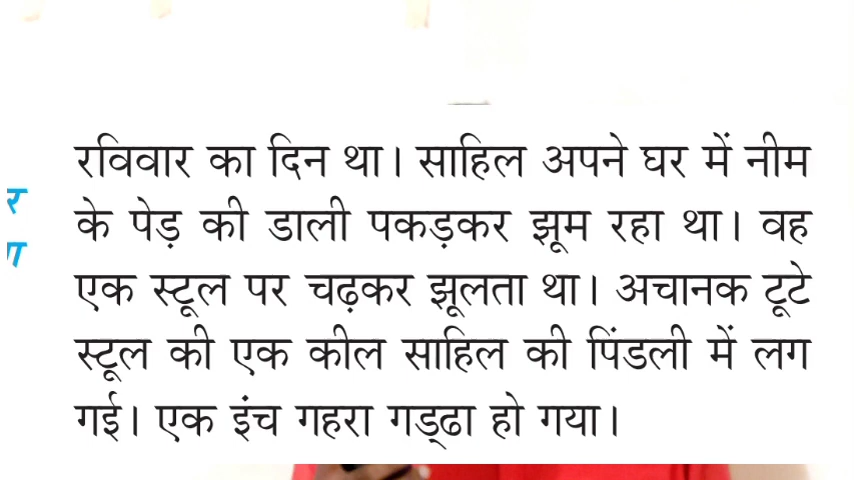 रविवार का दिन था। साहिल अपने घर में नीम
के पेड़ की डाली पकड़कर झूम रहा था। वह
एक स्टूल पर चढ़कर झूलता था। अचानक टूटे
स्टूल की एक कील साहिल की पिंडली में लग
गई। एक इंच गहरा गड्ढा हो गया।